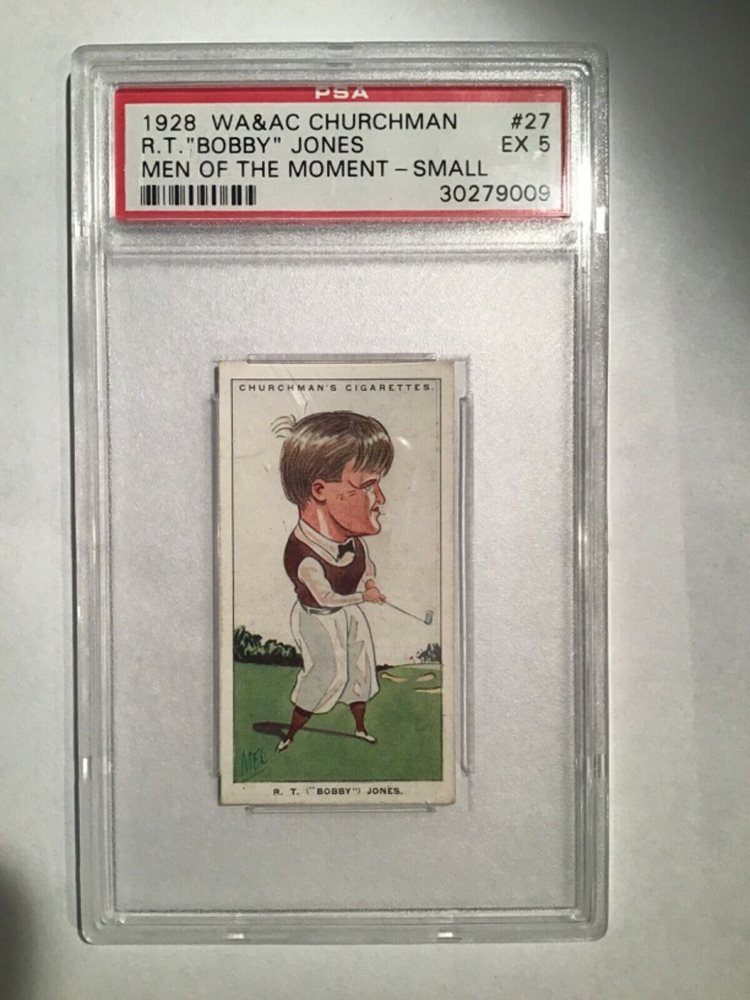 PSA
1928 WA&AC CHURCHMAN #27
R.T."BOBBY" JONES EX 5
MEN OF THE MOMENT – SMALL
30279009
CHURCHMAN'S CIGARETTES.
MEL
R. T. ("BOBBY") JONES.